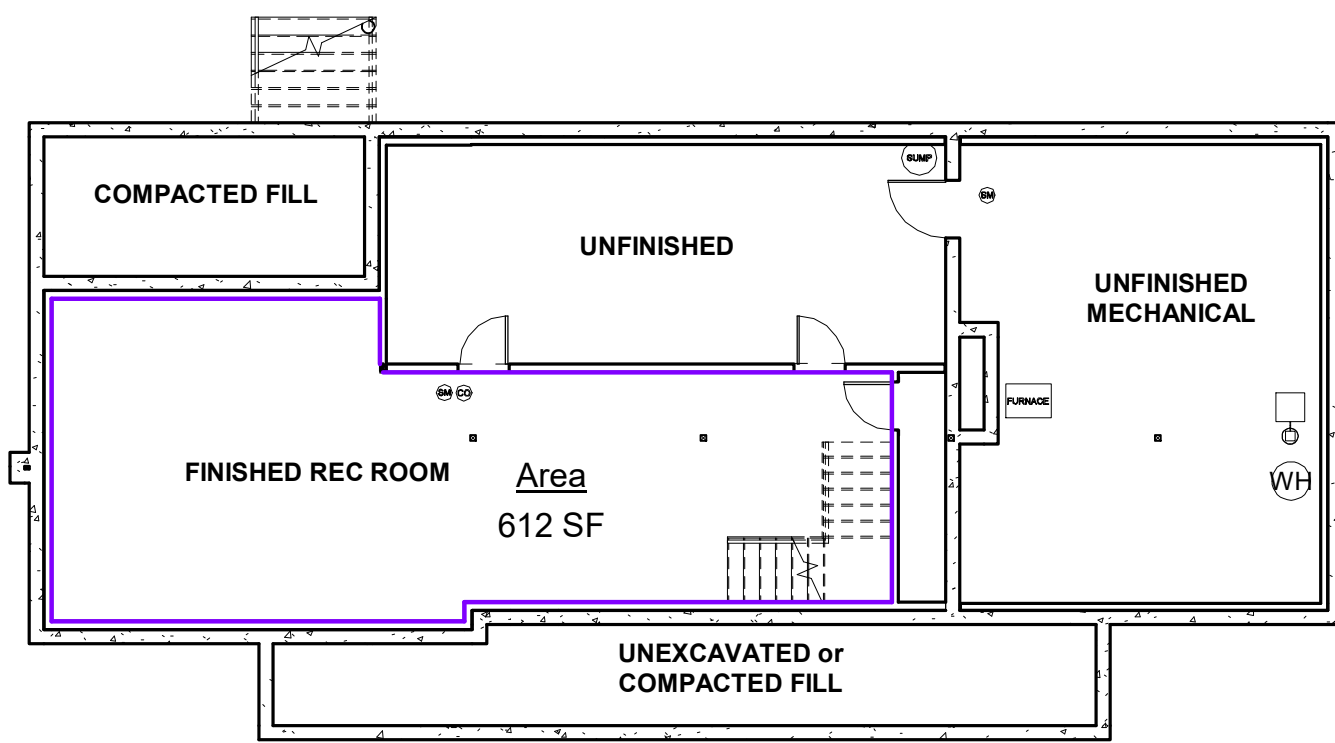 SUMP
SM
COMPACTED FILL
UNFINISHED
UNFINISHED
MECHANICAL
SM CO
FURNACE
FINISHED REC ROOM
Area
612 SF
WH
UNEXCAVATED or
COMPACTED FILL